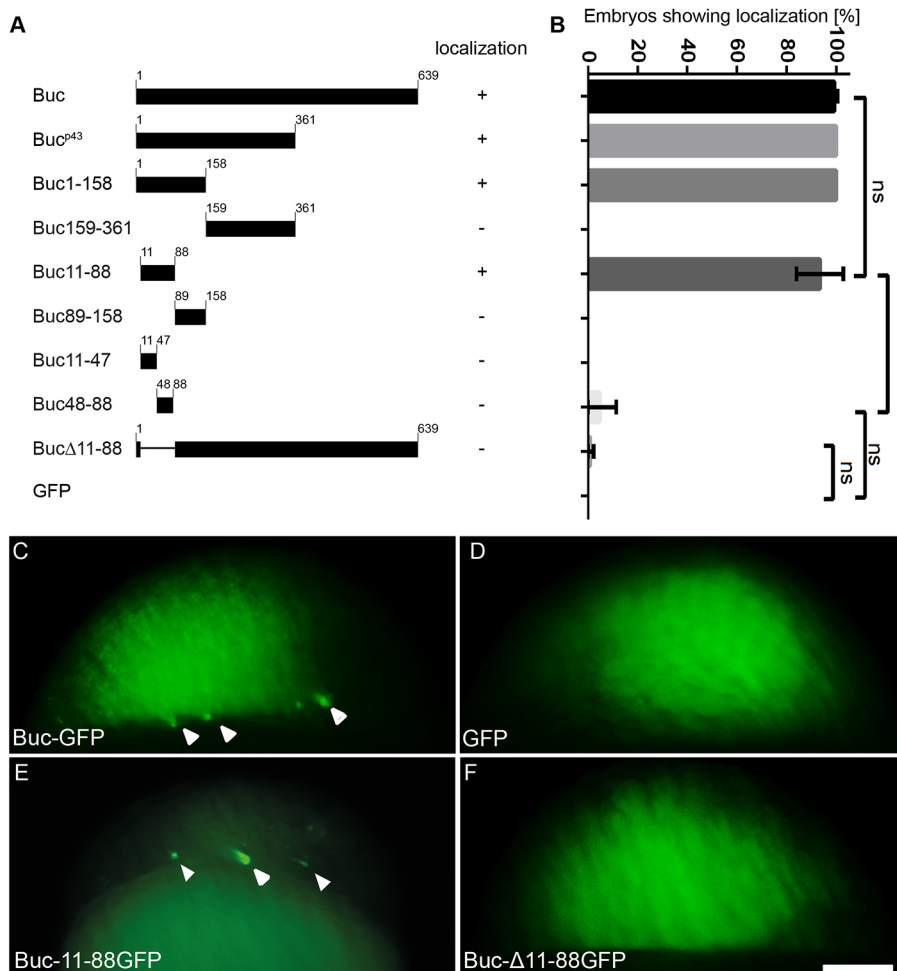 A
localization
Buc 1 639 +
Bucᵖ⁴³ 1 361 +
Buc1-158 1 158 +
Buc159-361 159 361 -
Buc11-88 11 88 +
Buc89-158 89 158 -
Buc11-47 11 47 -
Buc48-88 48 88 -
BucΔ11-88 1 639 -
GFP
B
Embryos showing localization [%]
0 20 40 60 80 100
ns
ns
ns
C
Buc-GFP
D
GFP
E
Buc-11-88GFP
F
Buc-Δ11-88GFP